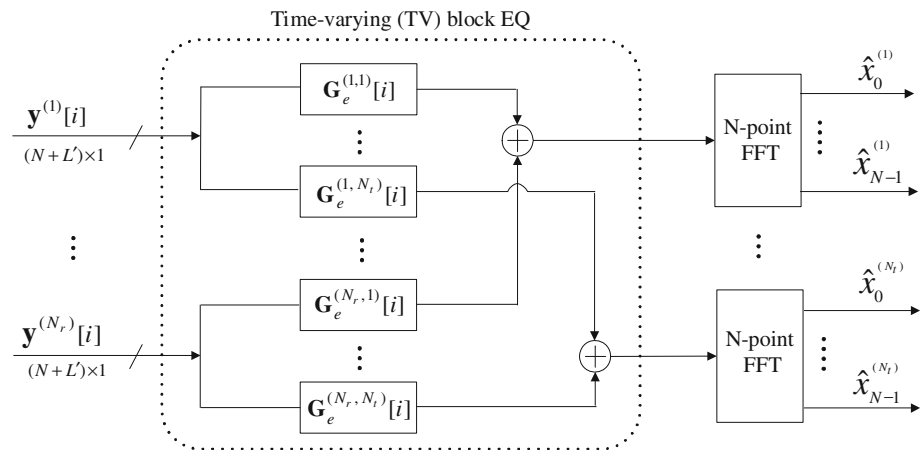 Time-varying (TV) block EQ
y^{(1)}[i]
(N+L′)×1
G_e^{(1,1)}[i]
G_e^{(1,N_t)}[i]
+
N-point
FFT
x̂_0^{(1)}
x̂_{N−1}^{(1)}
y^{(N_r)}[i]
(N+L′)×1
G_e^{(N_r,1)}[i]
G_e^{(N_r,N_t)}[i]
+
N-point
FFT
x̂_0^{(N_t)}
x̂_{N−1}^{(N_t)}